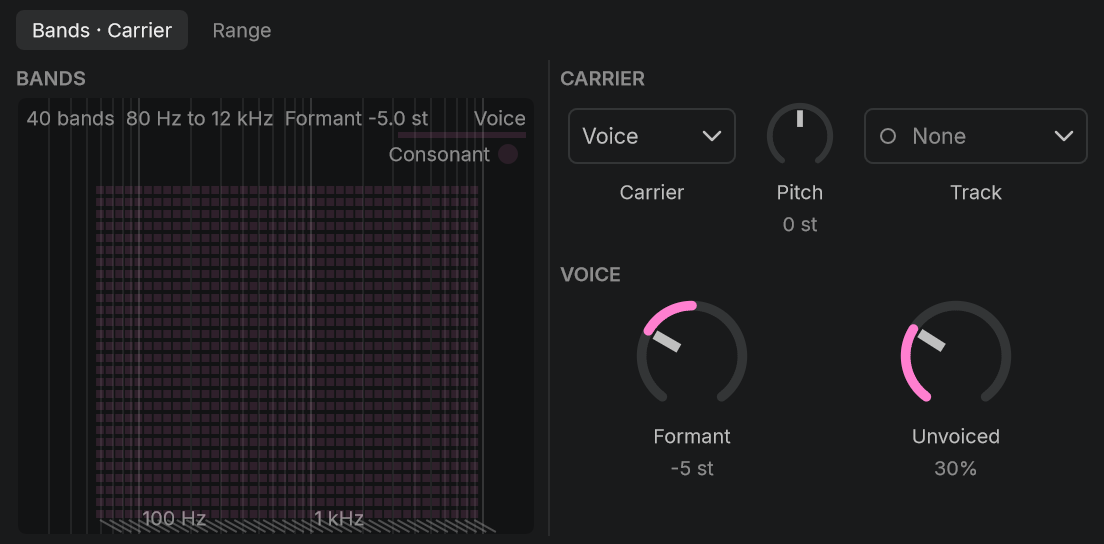 Bands · Carrier Range
BANDS
40 bands 80 Hz to 12 kHz Formant -5.0 st Voice
Consonant
100 Hz 1 kHz
CARRIER
Voice None
Carrier Pitch Track
0 st
VOICE
Formant Unvoiced
-5 st 30%